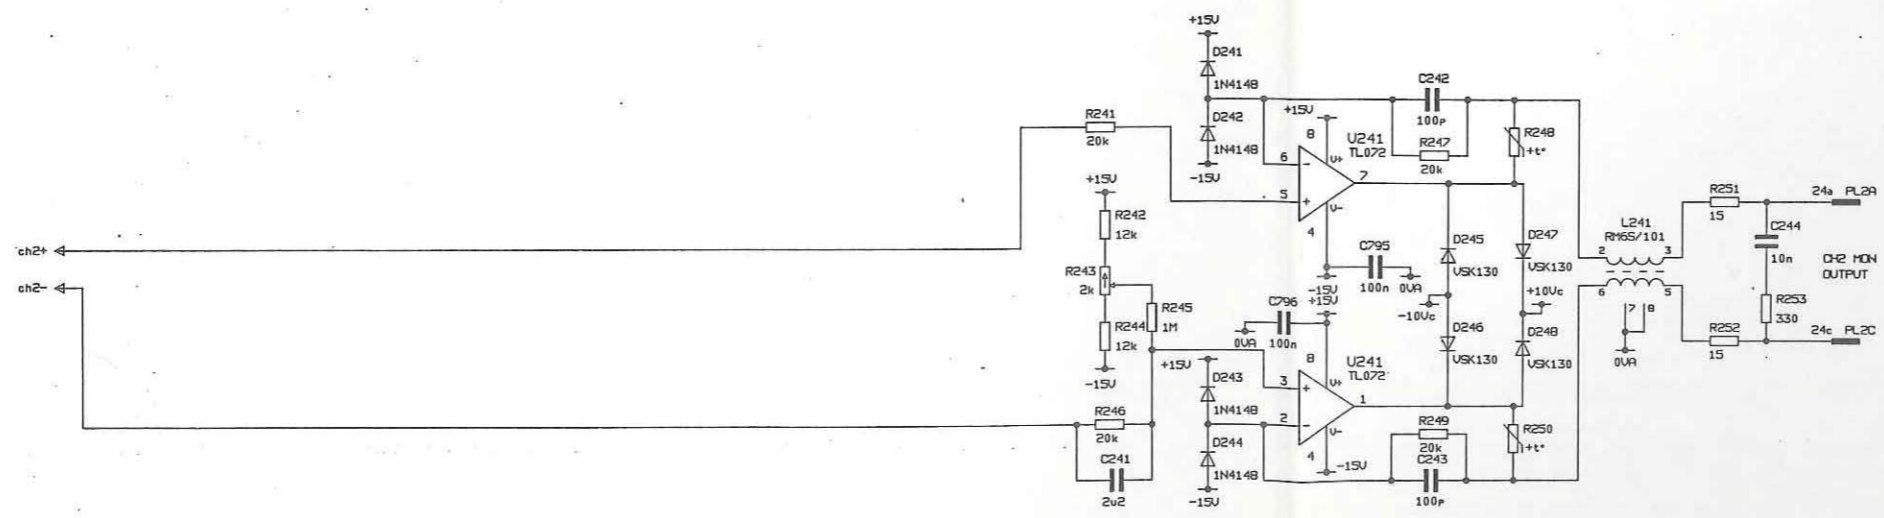 +15V
D241
1N4148
D242
1N4148
-15V
C242
100p
R241
20k
+15V
8
U241
TL072
V+
6
-
5
+
7
V-
4
R247
20k
R248
+t°
+15V
R242
12k
R243
2k
R245
1M
R244
12k
-15V
ch2+
ch2-
C795
100n
0VA
-15V
+15V
C796
100n
0VA
D245
VSK130
D247
VSK130
-10Vc
+10Vc
D246
VSK130
D248
VSK130
L241
RM6S/101
2
3
6
5
7
8
0VA
R251
15
24a PL2A
C244
10n
CH2 MON
OUTPUT
R253
330
R252
15
24c PL2C
+15V
D243
1N4148
D244
1N4148
-15V
8
U241
TL072
V+
3
+
2
-
1
V-
4
-15V
R246
20k
C241
2u2
R249
20k
C243
100p
R250
+t°